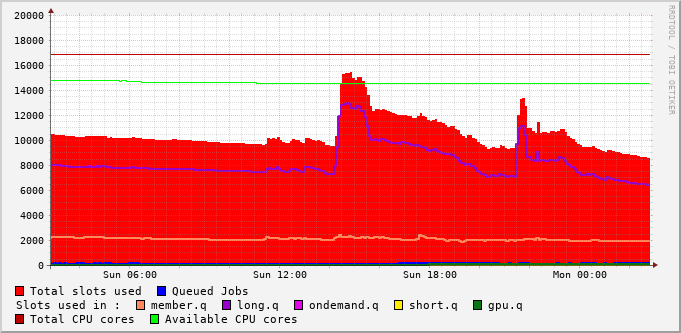 20000
18000
16000
14000
12000
10000
8000
6000
4000
2000
0
Sun 06:00 Sun 12:00 Sun 18:00 Mon 00:00
RRDTOOL / TOBI OETIKER
Total slots used Queued Jobs
Slots used in : member.q long.q ondemand.q short.q gpu.q
Total CPU cores Available CPU cores